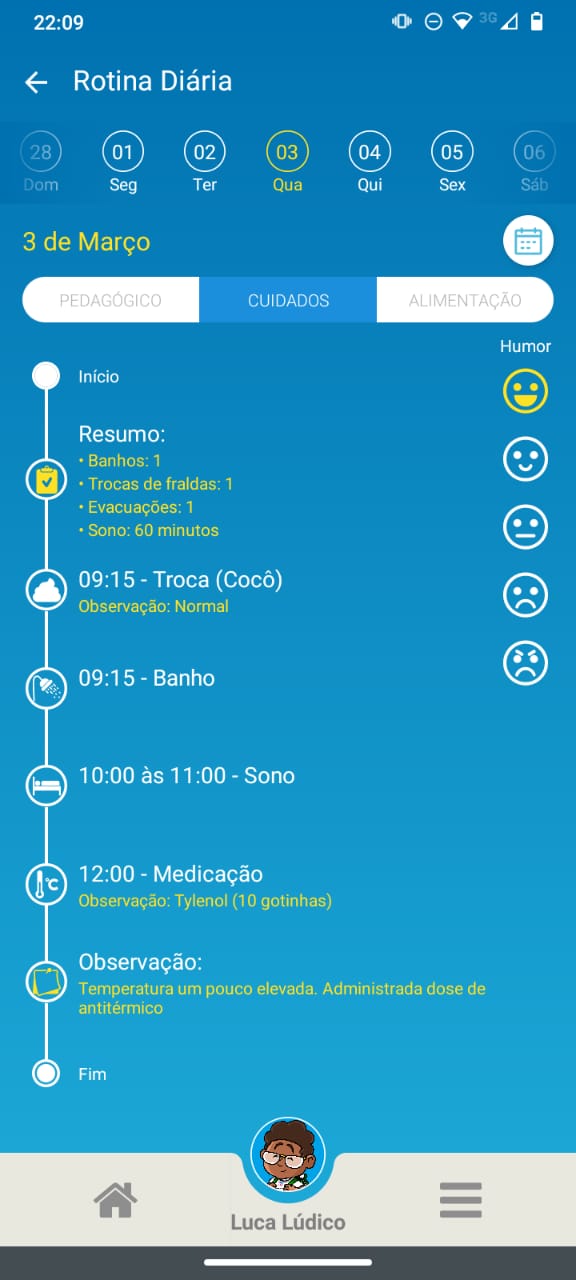 22:09
3G
Rotina Diária
28 01 02 03 04 05 06
Dom Seg Ter Qua Qui Sex Sáb
3 de Março
PEDAGÓGICO CUIDADOS ALIMENTAÇÃO
Humor
Início
Resumo:
• Banhos: 1
• Trocas de fraldas: 1
• Evacuações: 1
• Sono: 60 minutos
09:15 - Troca (Cocô)
Observação: Normal
09:15 - Banho
10:00 às 11:00 - Sono
12:00 - Medicação
°C
Observação: Tylenol (10 gotinhas)
Observação:
Temperatura um pouco elevada. Administrada dose de
antitérmico
Fim
Luca Lúdico